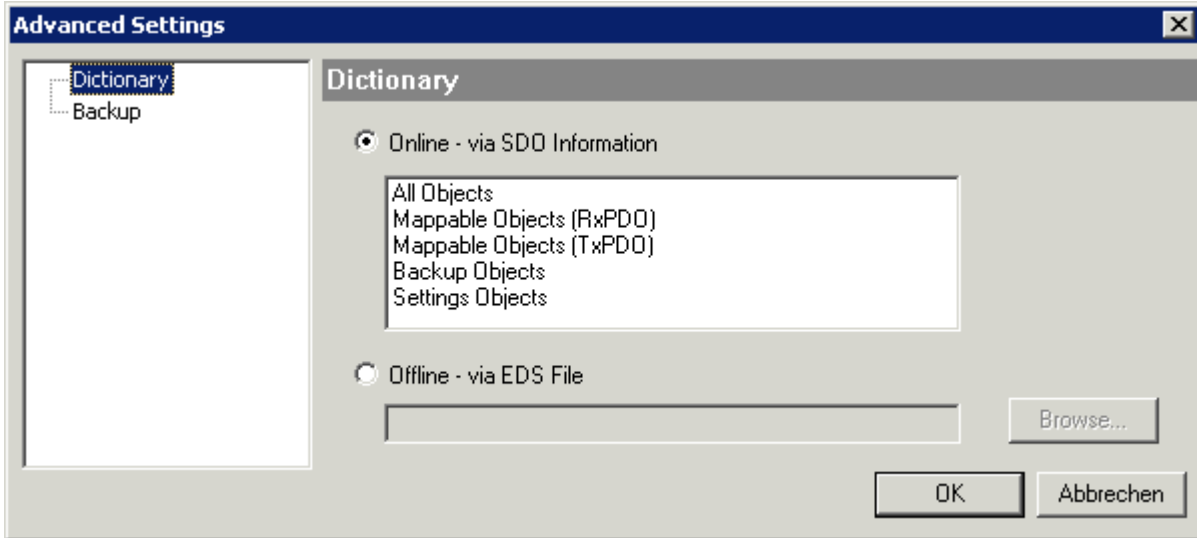 Advanced Settings
Dictionary
Backup
Dictionary
Online - via SDO Information
All Objects
Mappable Objects (RxPDO)
Mappable Objects (TxPDO)
Backup Objects
Settings Objects
Offline - via EDS File
Browse...
OK
Abbrechen